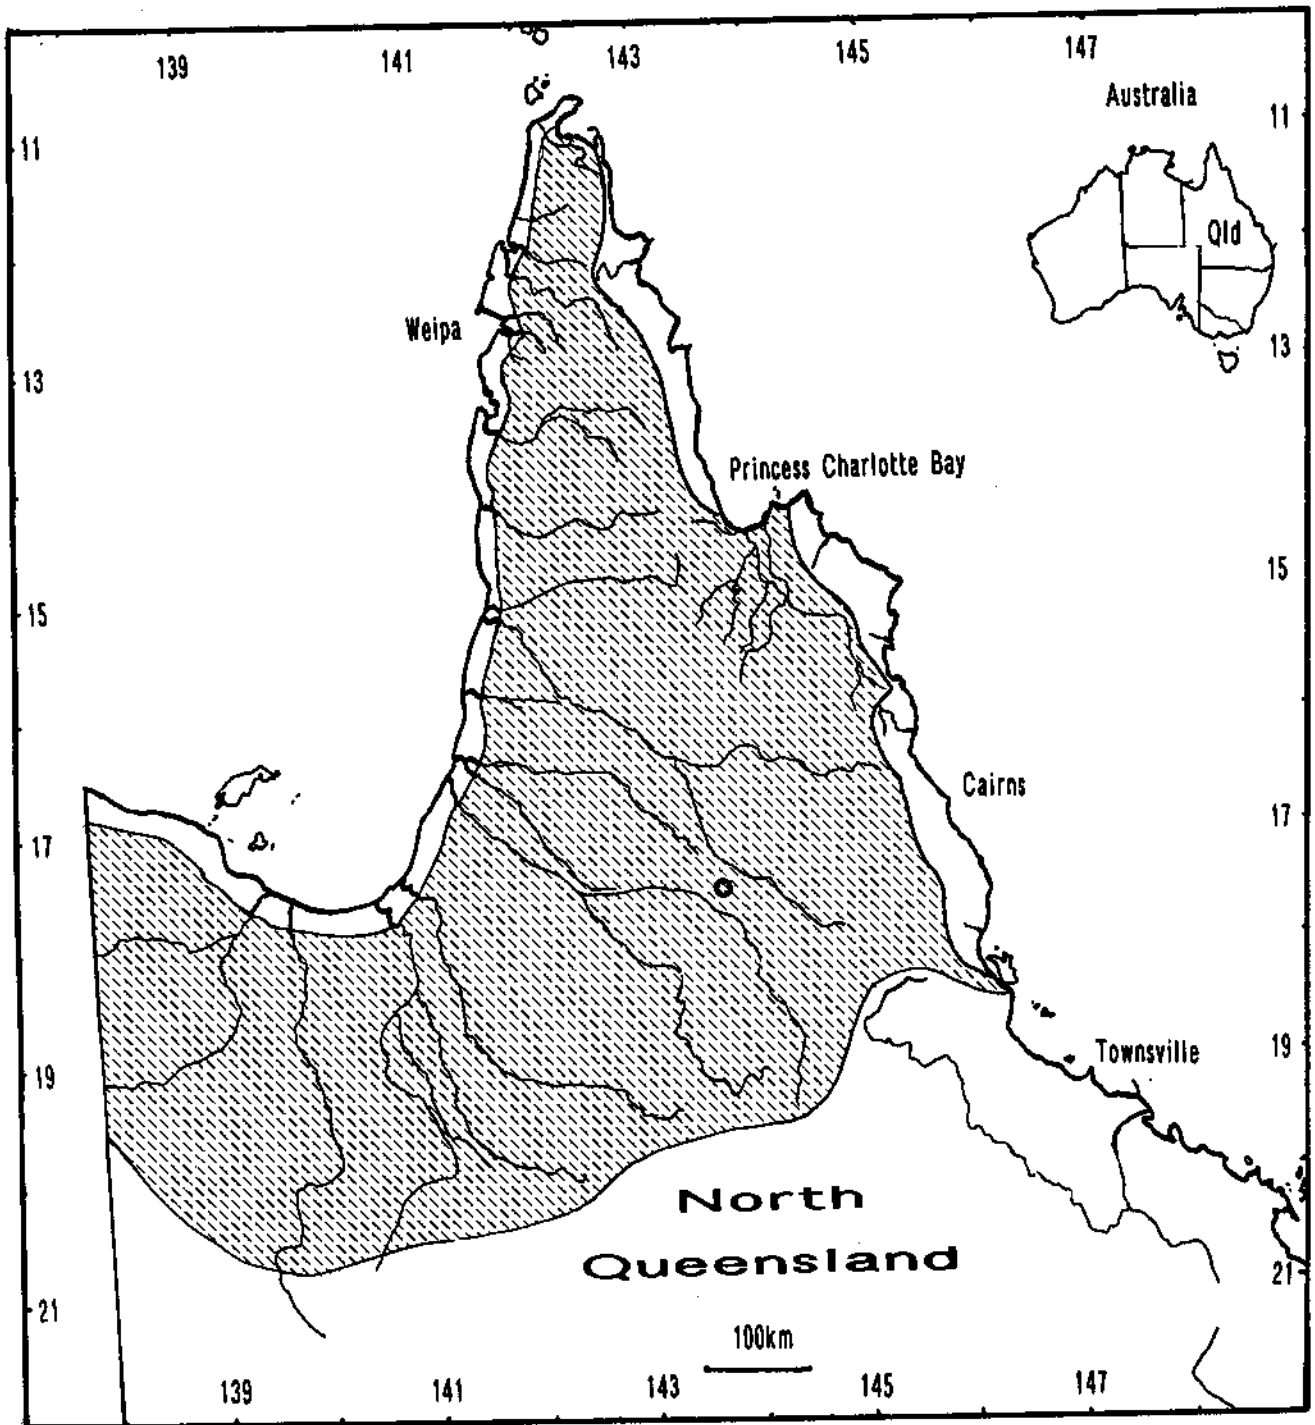 139 141 143 145 147
Australia
11 11
Qld
Weipa
13 13
Princess Charlotte Bay
15 15
Cairns
17 17
Townsville
19 19
North
Queensland
21 21
100km
139 141 143 145 147